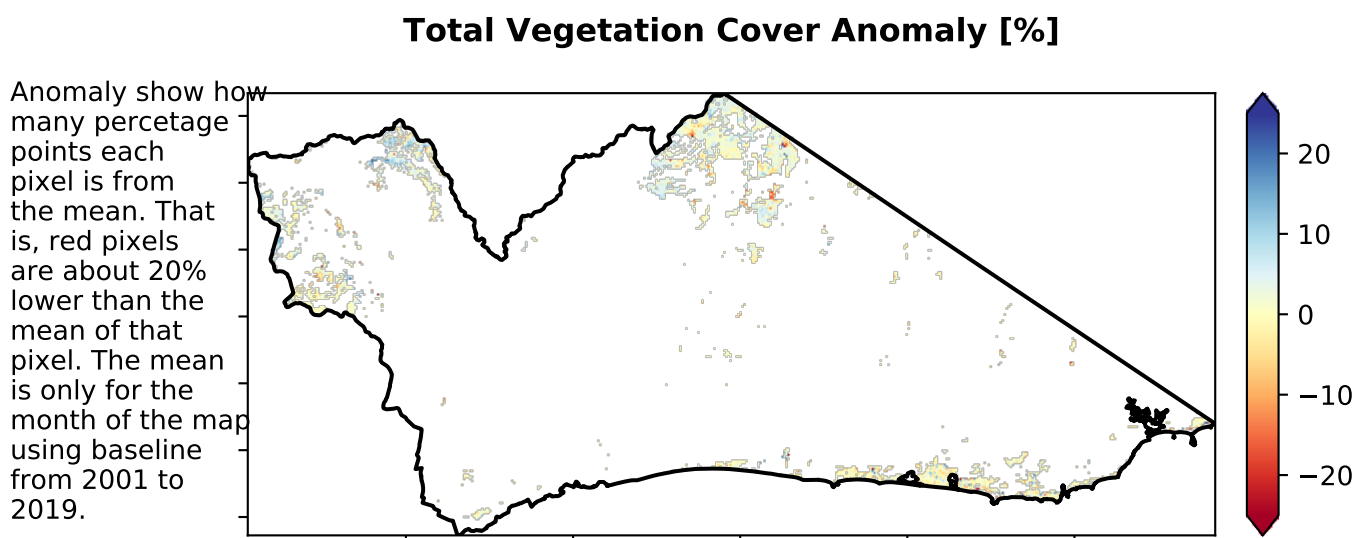 Total Vegetation Cover Anomaly [%]
Anomaly show how
many percetage
points each
pixel is from
the mean. That
is, red pixels
are about 20%
lower than the
mean of that
pixel. The mean
is only for the
month of the map
using baseline
from 2001 to
2019.
20
10
0
−10
−20